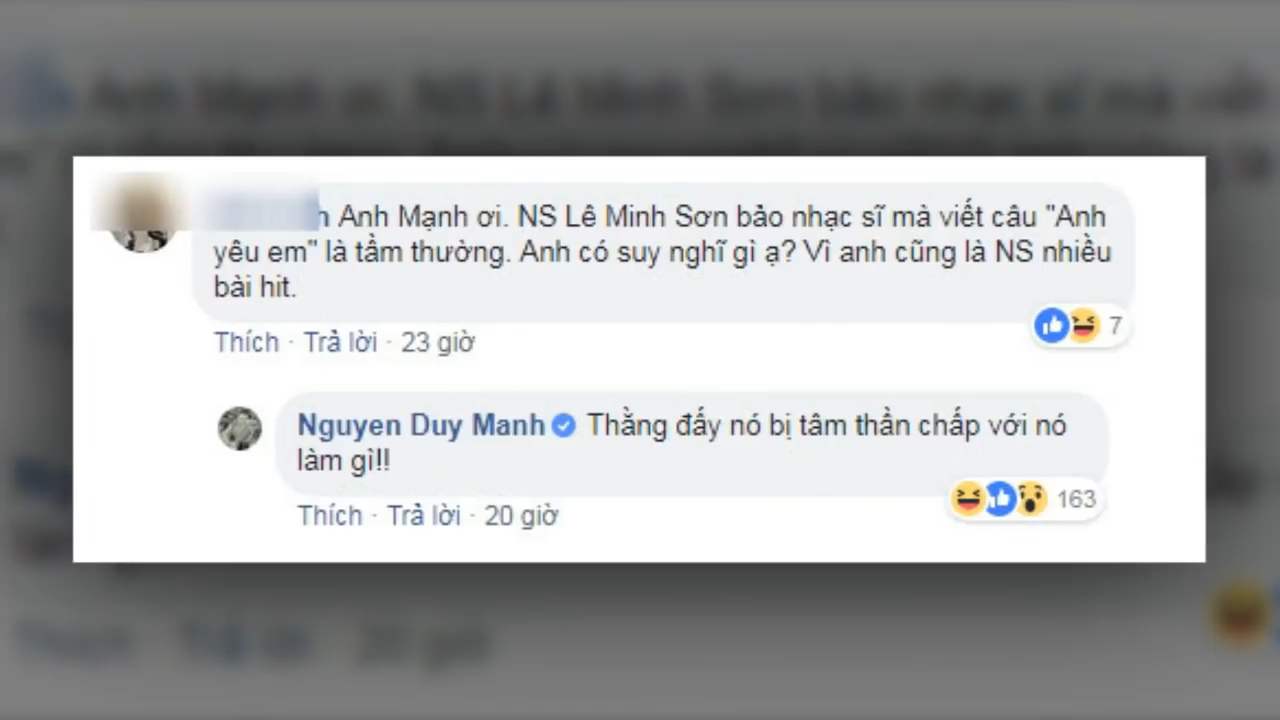 Anh Mạnh ơi. NS Lê Minh Sơn bảo nhạc sĩ mà viết câu "Anh
yêu em" là tầm thường. Anh có suy nghĩ gì ạ? Vì anh cũng là NS nhiều
bài hit.
7
Thích · Trả lời · 23 giờ
Nguyen Duy Manh Thằng đấy nó bị tâm thần chấp với nó
làm gì!!
163
Thích · Trả lời · 20 giờ